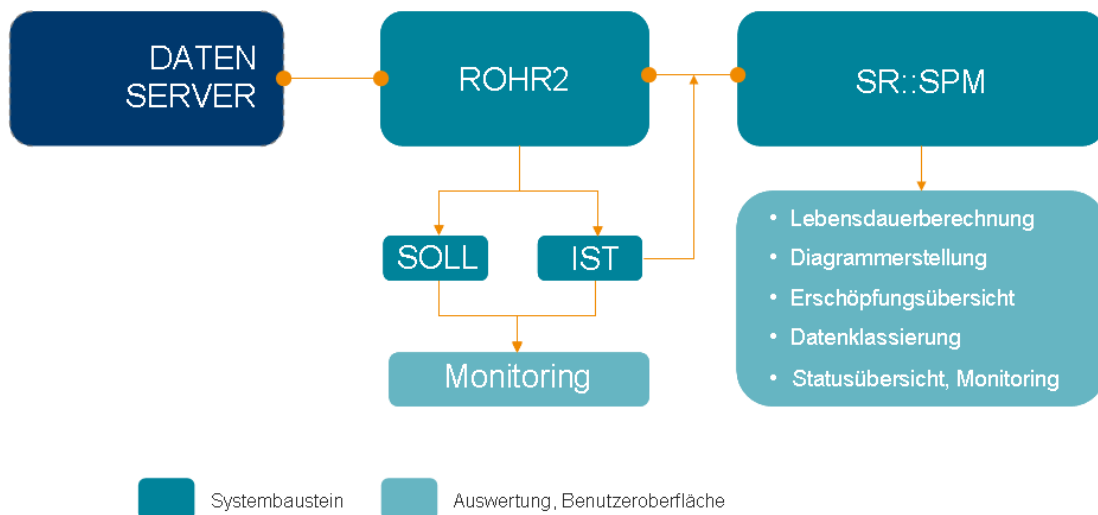 DATEN
SERVER
ROHR2
SR::SPM
SOLL
IST
Monitoring
• Lebensdauerberechnung
• Diagrammerstellung
• Erschöpfungsübersicht
• Datenklassierung
• Statusübersicht, Monitoring
Systembaustein
Auswertung, Benutzeroberfläche